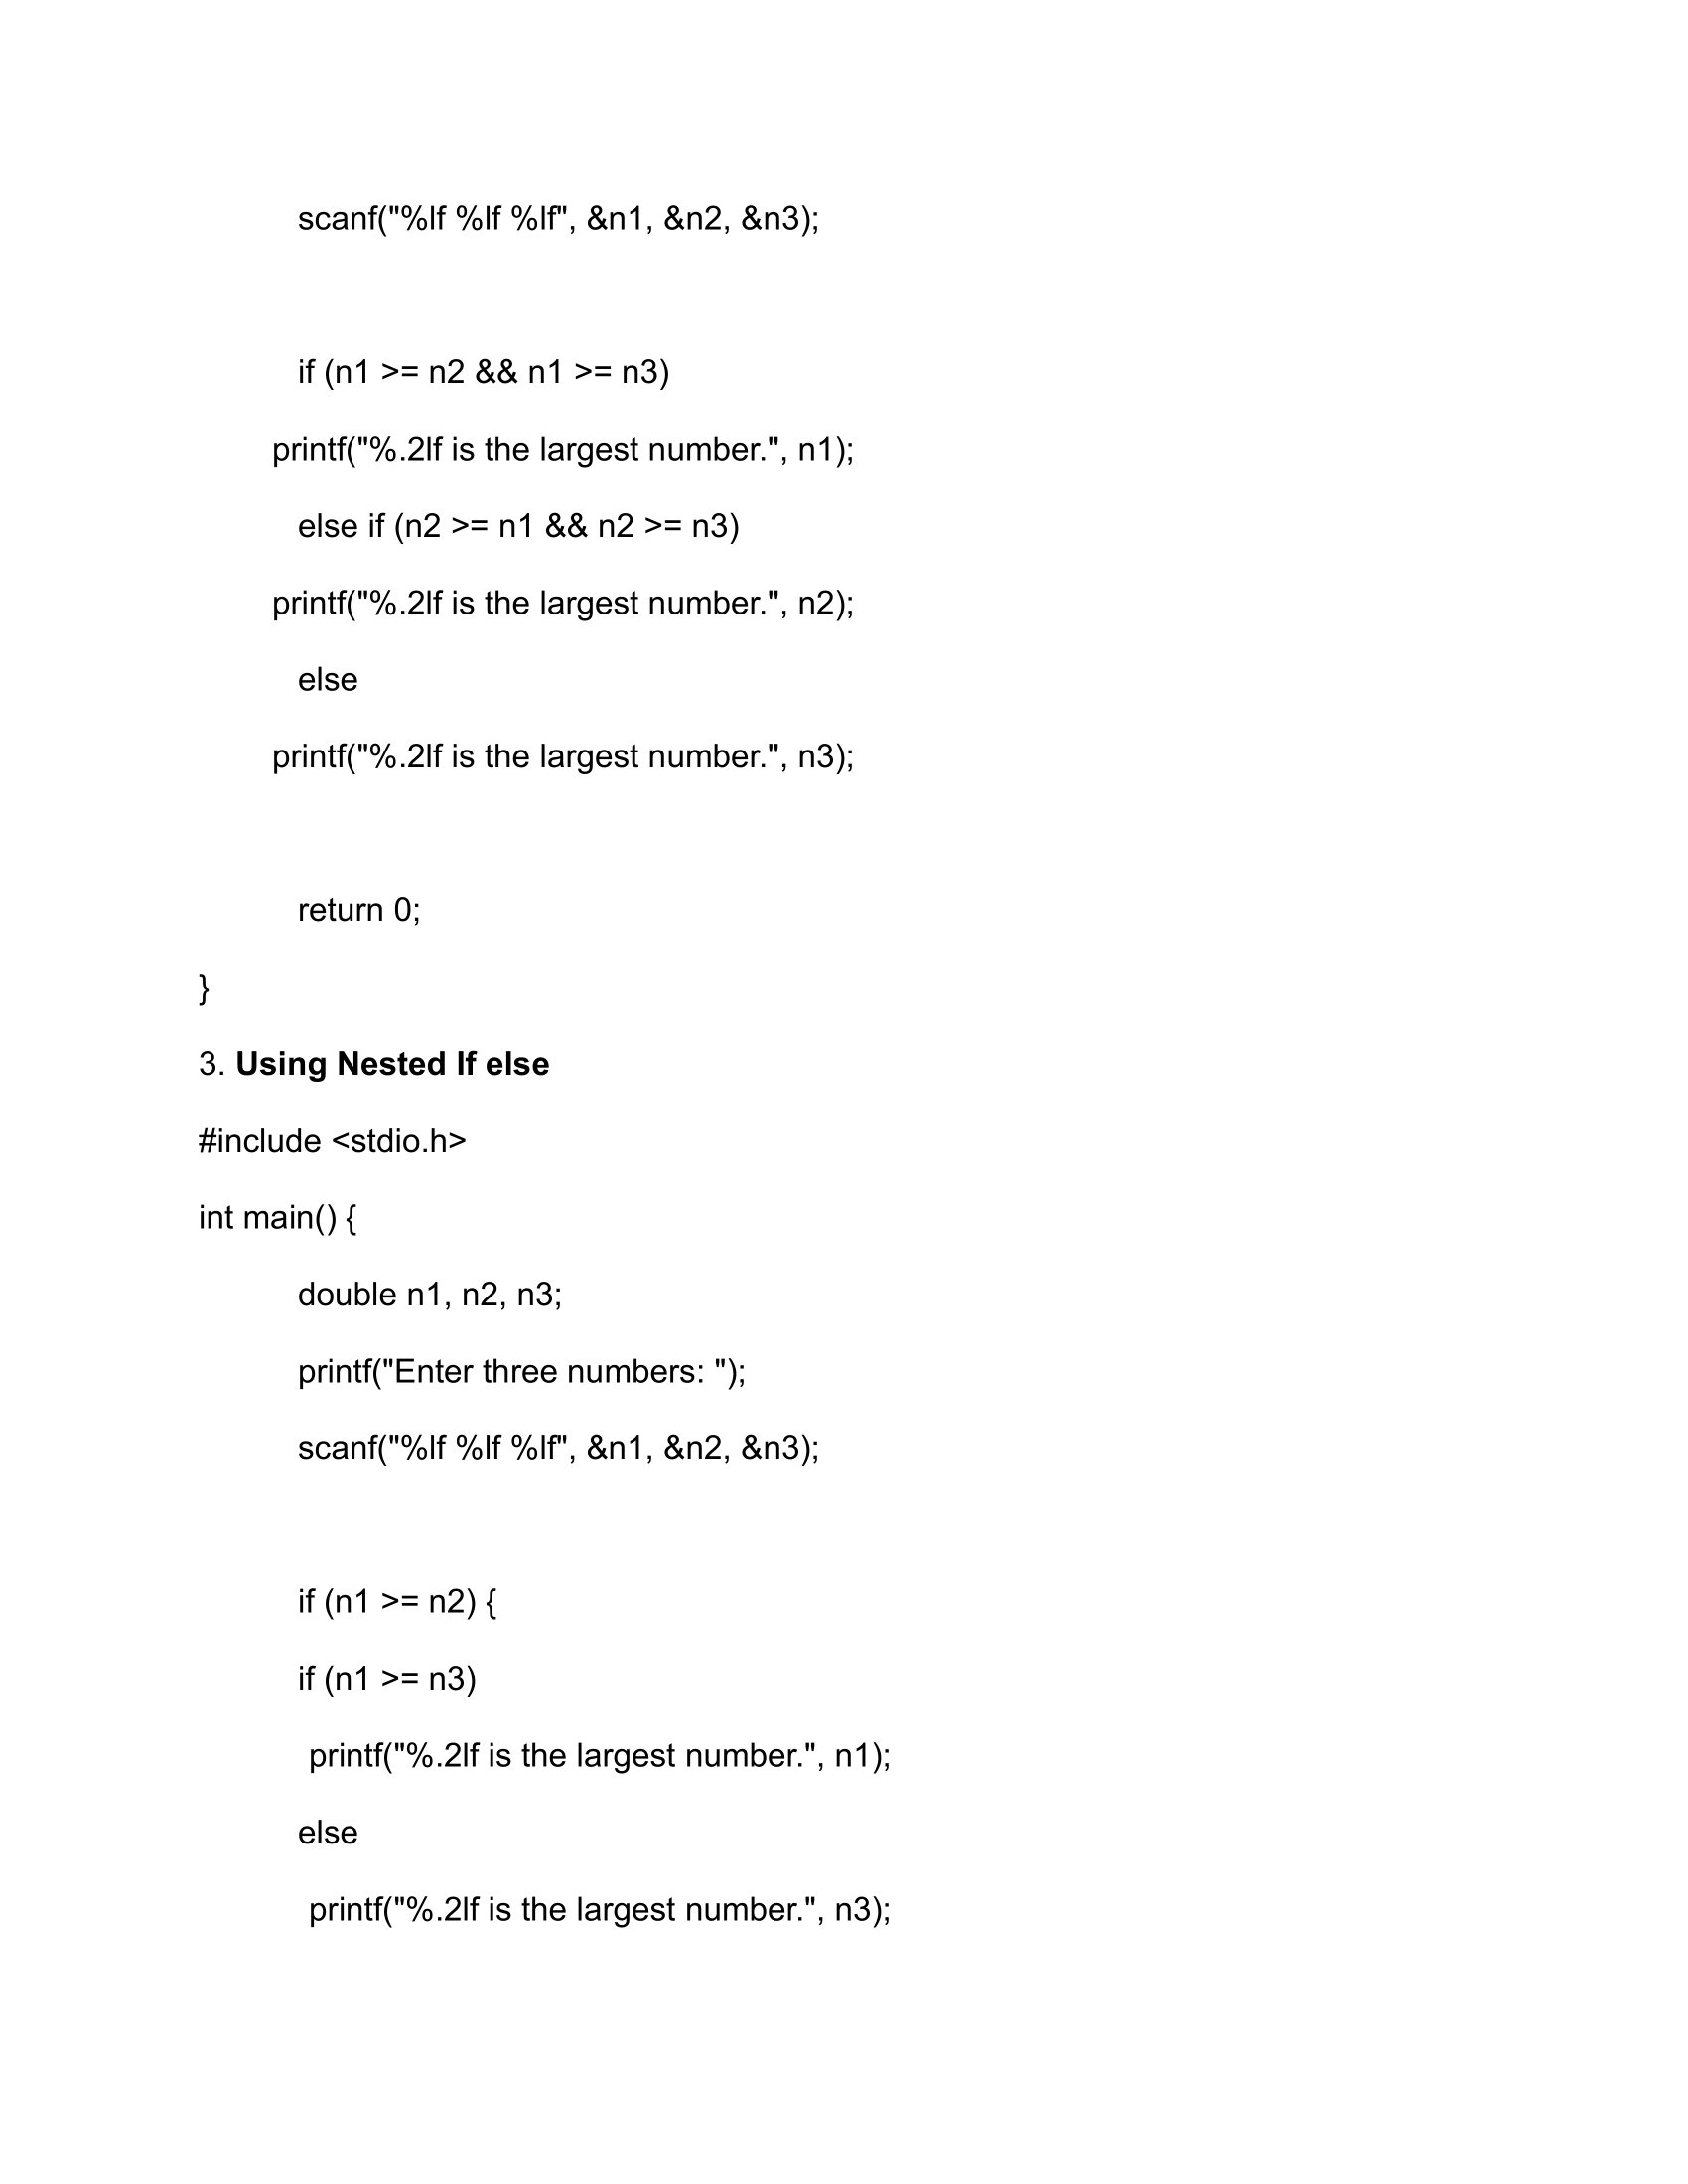 scanf("%lf %lf %lf", &n1, &n2, &n3);
if (n1 >= n2 && n1 >= n3)
printf("%.2lf is the largest number.", n1);
else if (n2 >= n1 && n2 >= n3)
printf("%.2lf is the largest number.", n2);
else
printf("%.2lf is the largest number.", n3);
return 0;
}
3. Using Nested If else
#include <stdio.h>
int main() {
double n1, n2, n3;
printf("Enter three numbers: ");
scanf("%lf %lf %lf", &n1, &n2, &n3);
if (n1 >= n2) {
if (n1 >= n3)
printf("%.2lf is the largest number.", n1);
else
printf("%.2lf is the largest number.", n3);